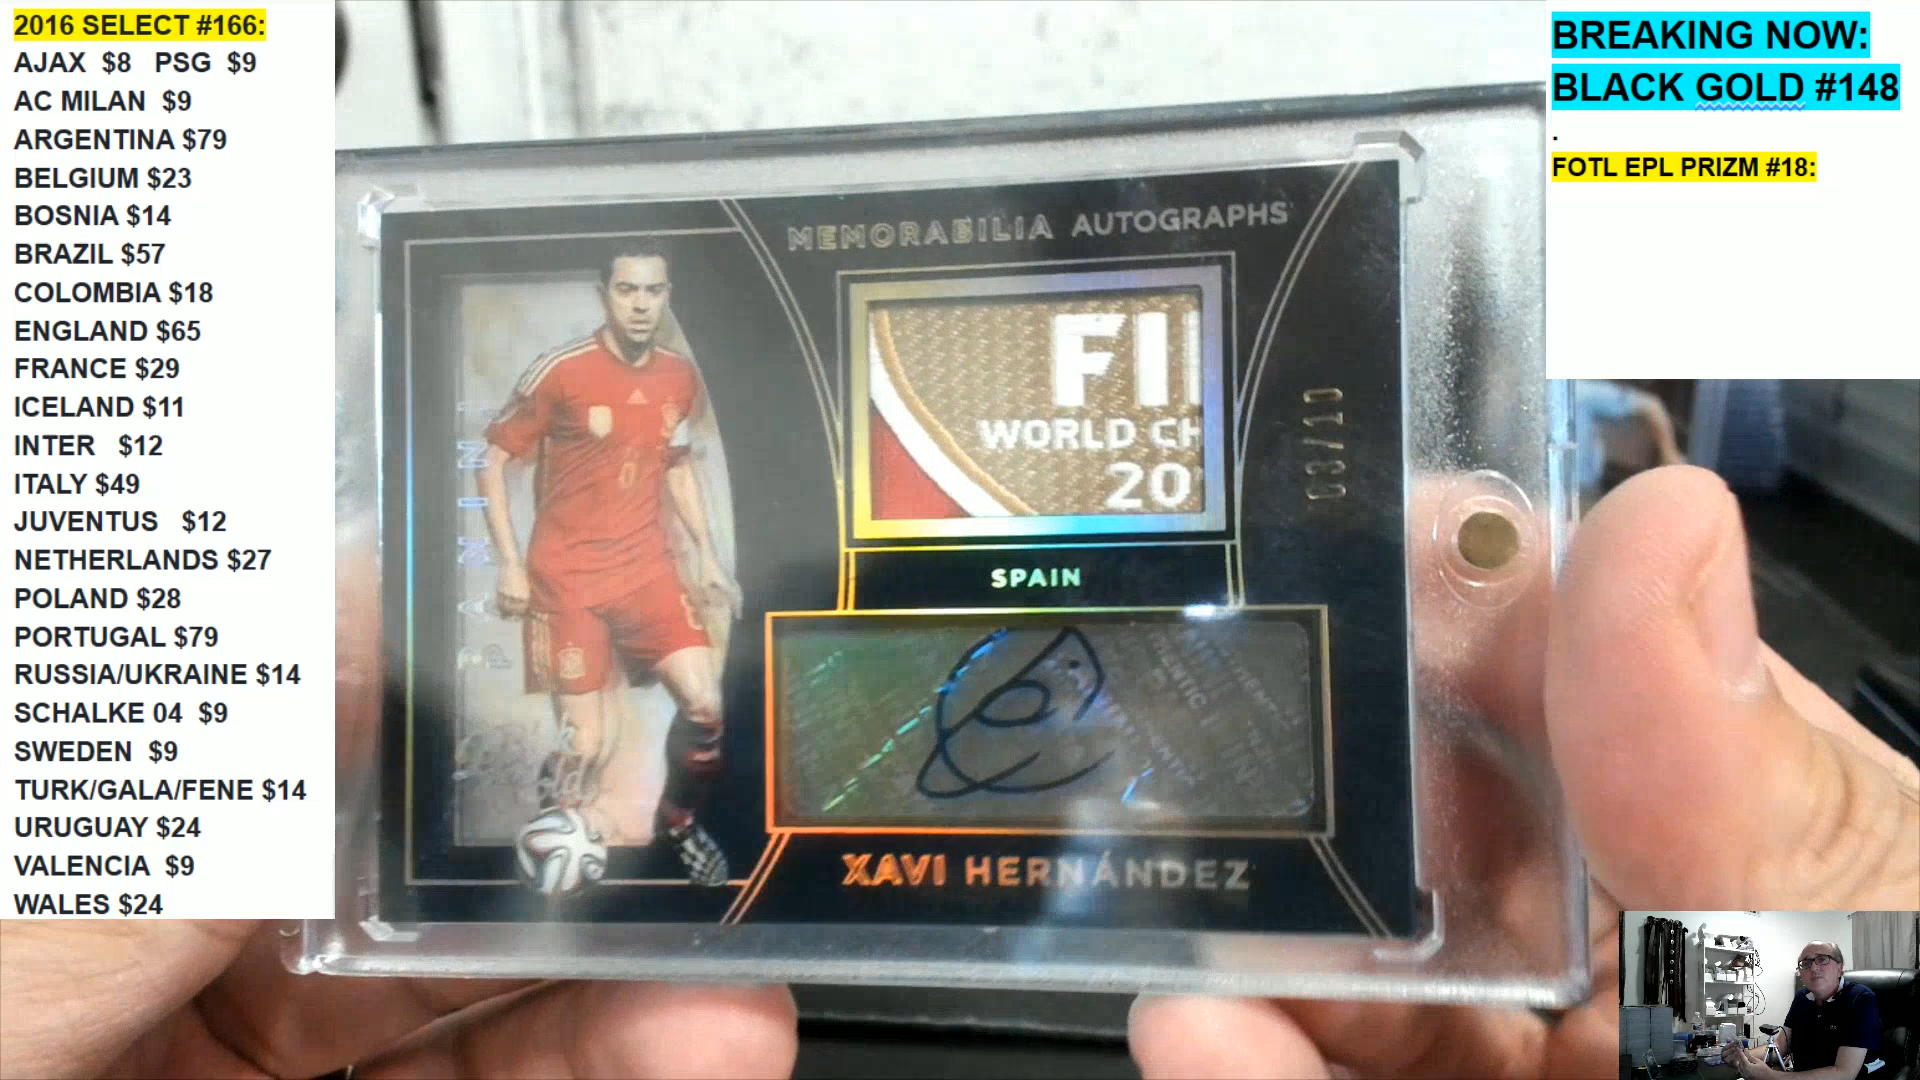 2016 SELECT #166:
AJAX $8 PSG $9
AC MILAN $9
ARGENTINA $79
BELGIUM $23
BOSNIA $14
BRAZIL $57
COLOMBIA $18
ENGLAND $65
FRANCE $29
ICELAND $11
INTER $12
ITALY $49
JUVENTUS $12
NETHERLANDS $27
POLAND $28
PORTUGAL $79
RUSSIA/UKRAINE $14
SCHALKE 04 $9
SWEDEN $9
TURK/GALA/FENE $14
URUGUAY $24
VALENCIA $9
WALES $24
MEMORABILIA AUTOGRAPHS
FI
WORLD CH
20
03/10
SPAIN
XAVI HERNÁNDEZ
BREAKING NOW:
BLACK GOLD #148
.
FOTL EPL PRIZM #18: